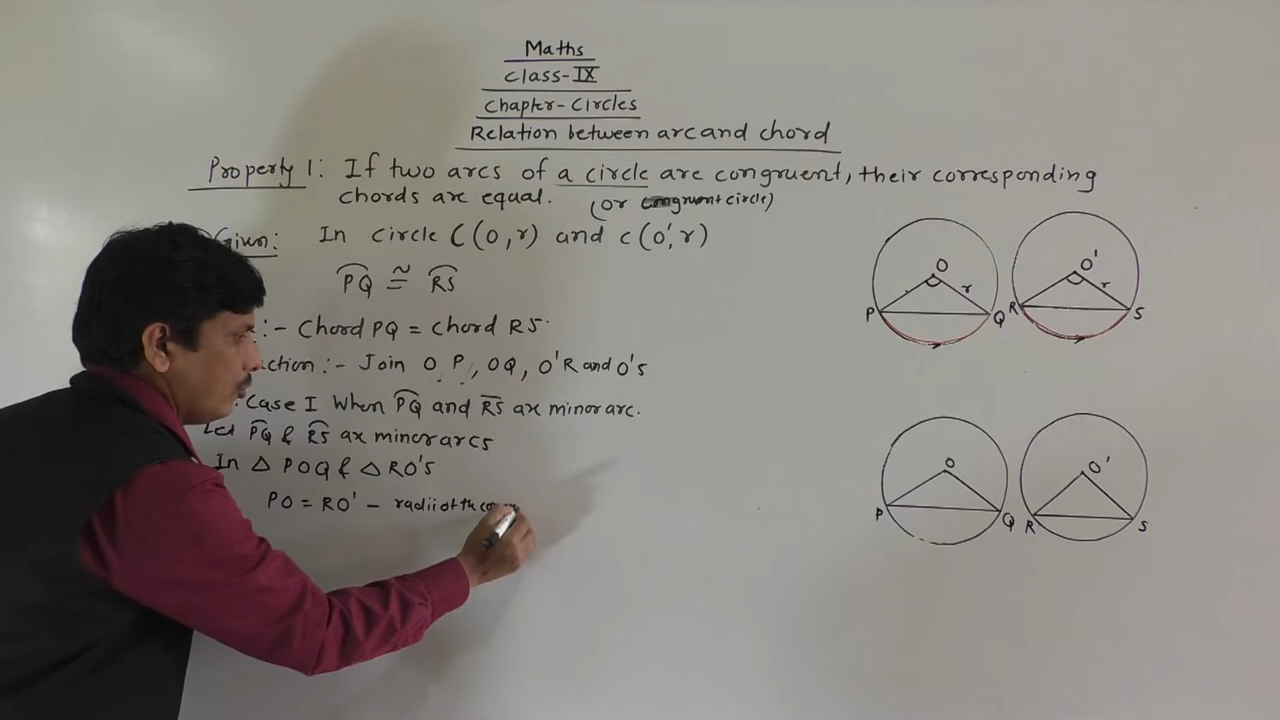 Maths
Class-IX
Chapter-Circles
Relation between arc and chord
Property 1: If two arcs of a circle are congruent, their corresponding
chords are equal. (or congruent circle)
Given: In circle C(O,r) and c(O',r)
PQ ≅ RS
:- Chord PQ = Chord RS.
ction :- Join O P, OQ, O'R and O's
Case I When PQ and RS are minor arc.
Let PQ & RS are minor arcs
In △ POQ & △ RO's
PO = RO' - radii of the
O r P Q
O' r R S
O P Q
O' R S